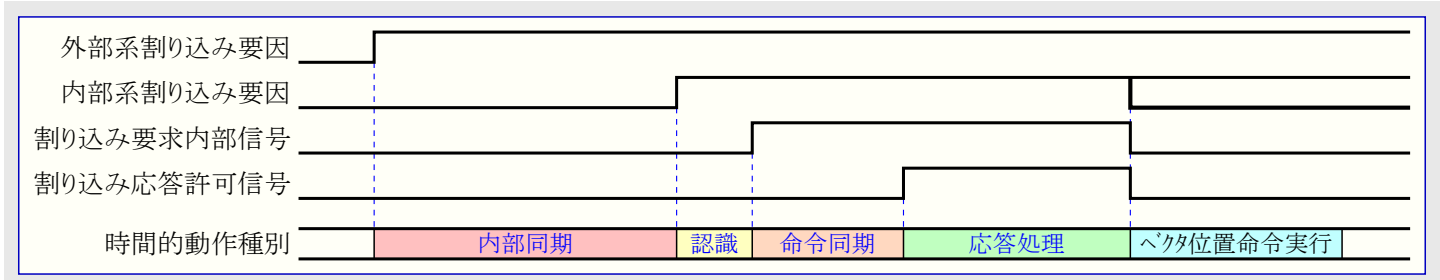 外部系割り込み要因
内部系割り込み要因
割り込み要求内部信号
割り込み応答許可信号
時間的動作種別 内部同期 認識 命令同期 応答処理 ベクタ位置命令実行